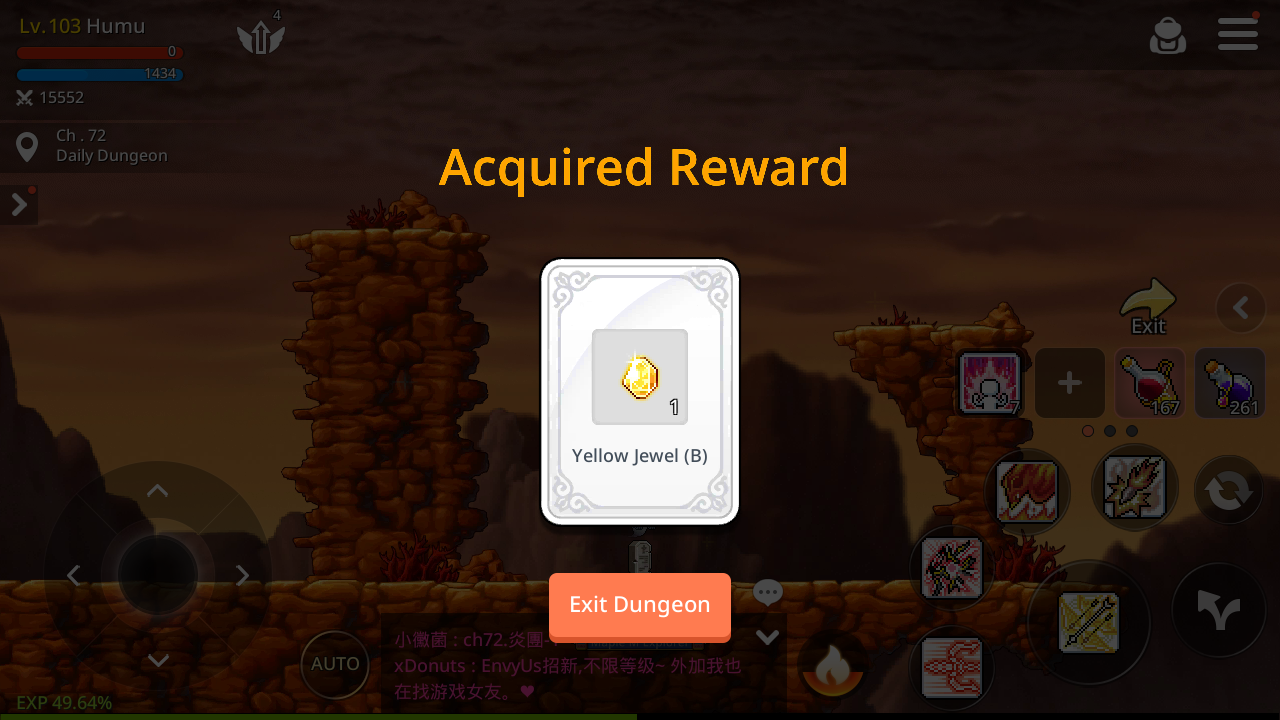 Lv.103 Humu
0
1434
15552
4
Ch . 72
Daily Dungeon
Acquired Reward
1
Yellow Jewel (B)
Exit Dungeon
Exit
7
167
261
AUTO
小黴菌 : ch72.炎團~
xDonuts : EnvyUs招新,不限等级~ 外加我也
在找游戏女友。♥
EXP 49.64%